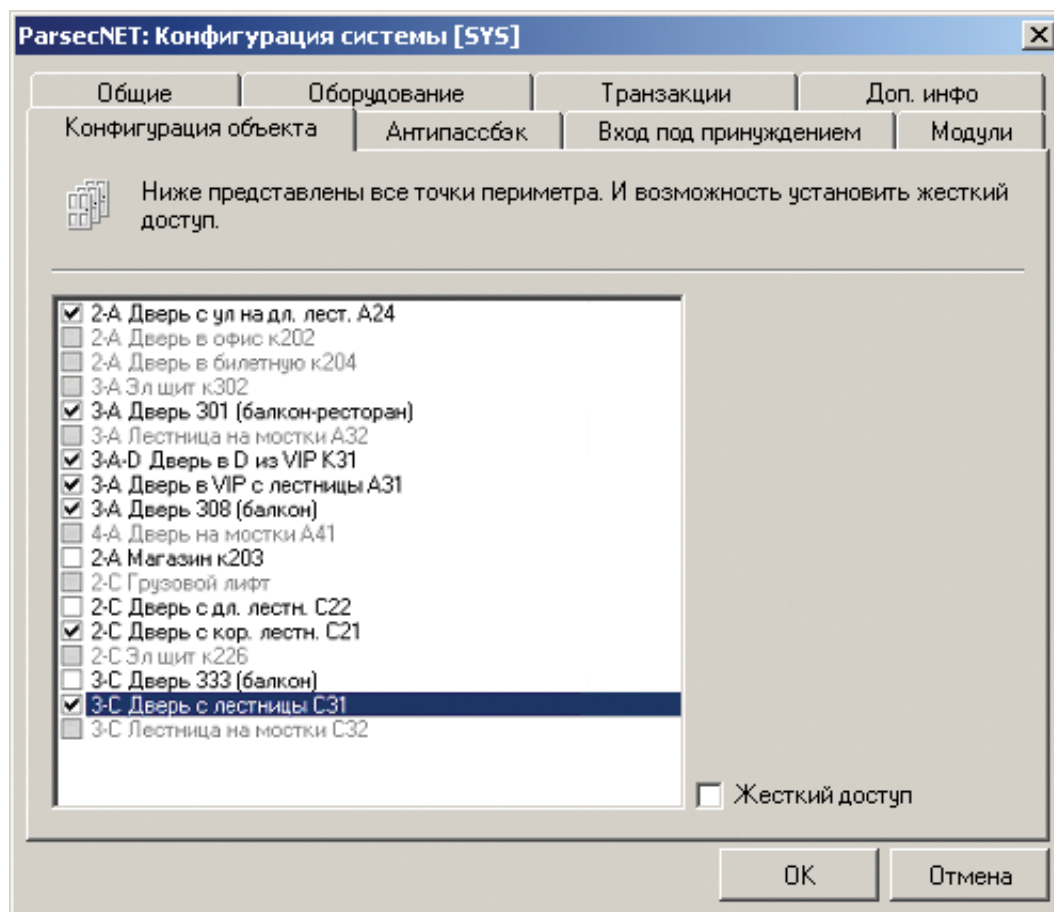 ParsecNET: Конфигурация системы [SYS]
Общие
Оборудование
Транзакции
Доп. инфо
Конфигурация объекта
Антипассбэк
Вход под принуждением
Модули
Ниже представлены все точки периметра. И возможность установить жесткий
доступ.
2-А Дверь с ул на дл. лест. А24
2-А Дверь в офис к202
2-А Дверь в билетную к204
3-А Эл щит к302
3-А Дверь 301 (балкон-ресторан)
3-А Лестница на мостки А32
3-A-D Дверь в D из VIP К31
3-А Дверь в VIP с лестницы А31
3-А Дверь 308 (балкон)
4-А Дверь на мостки А41
2-А Магазин к203
2-С Грузовой лифт
2-С Дверь с дл. лестн. С22
2-С Дверь с кор. лестн. С21
2-С Эл щит к226
3-С Дверь 333 (балкон)
3-С Дверь с лестницы С31
3-С Лестница на мостки С32
Жесткий доступ
OK
Отмена